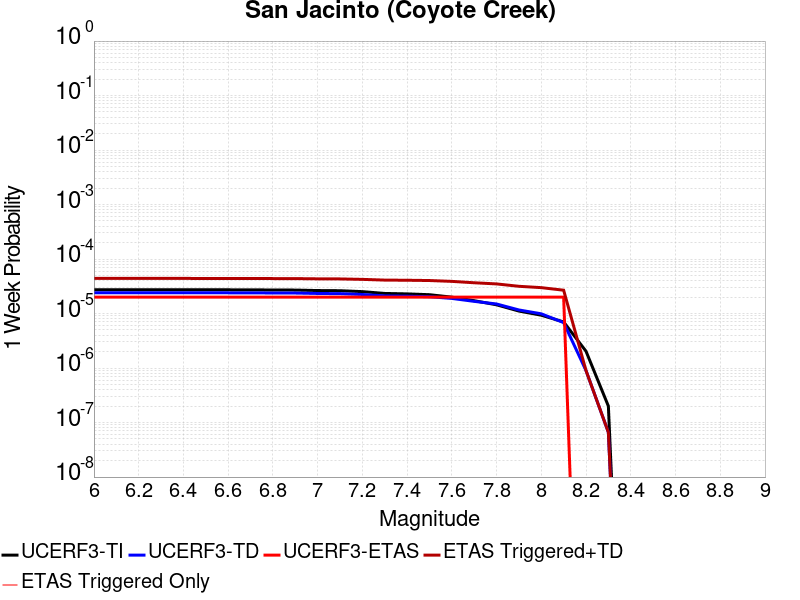 San Jacinto (Coyote Creek)
10^0
10^-1
10^-2
10^-3
10^-4
10^-5
10^-6
10^-7
10^-8
1 Week Probability
6 6.2 6.4 6.6 6.8 7 7.2 7.4 7.6 7.8 8 8.2 8.4 8.6 8.8 9
Magnitude
UCERF3-TI UCERF3-TD UCERF3-ETAS ETAS Triggered+TD
ETAS Triggered Only